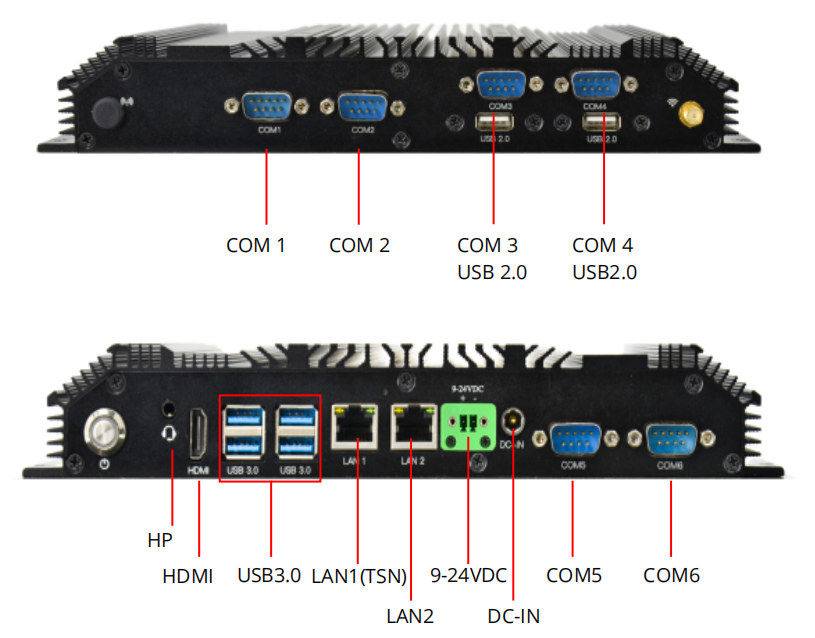 COM3
COM4
COM1
COM2
USB 2.0
USB 2.0
COM 1
COM 2
COM 3
COM 4
USB 2.0
USB2.0
9-24VDC
+ -
HDMI
USB 3.0
USB 3.0
LAN 1
LAN 2
DC-IN
COM5
COM6
HP
HDMI
USB3.0
LAN1(TSN)
9-24VDC
COM5
COM6
LAN2
DC-IN